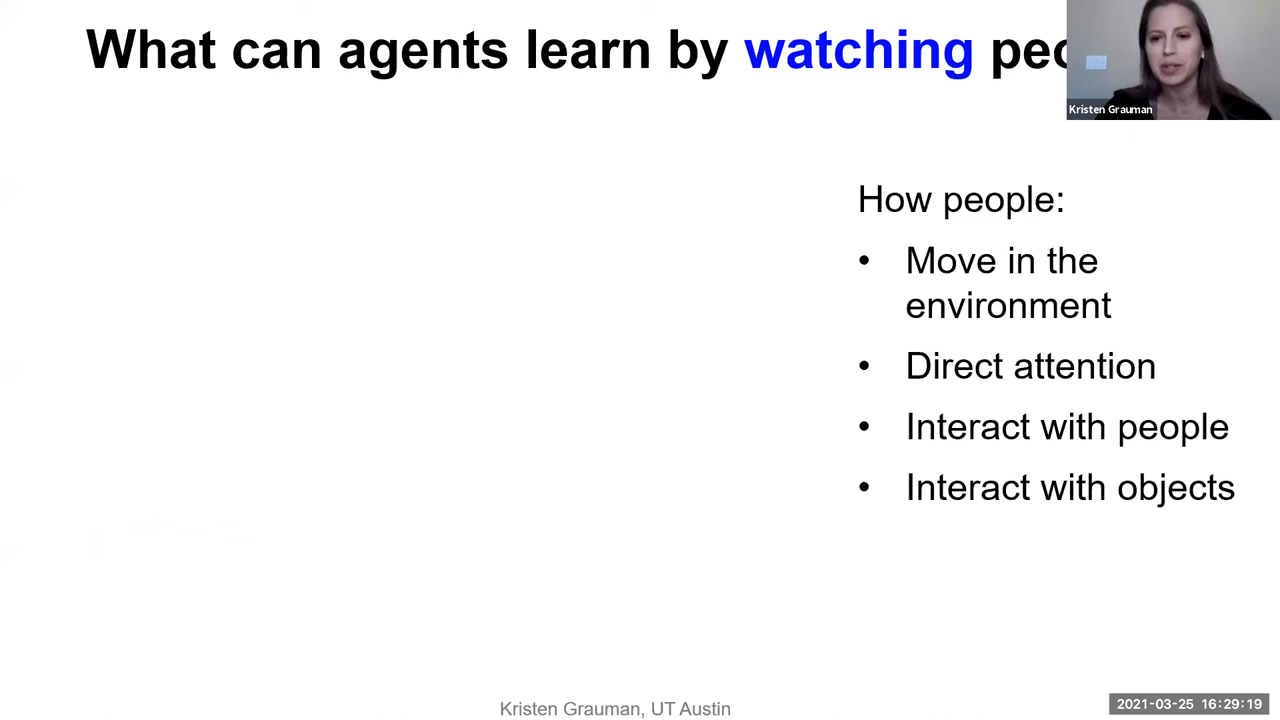 What can agents learn by watching
Kristen Grauman
How people:
• Move in the
environment
• Direct attention
• Interact with people
• Interact with objects
Kristen Grauman, UT Austin
2021-03-25 16:29:19